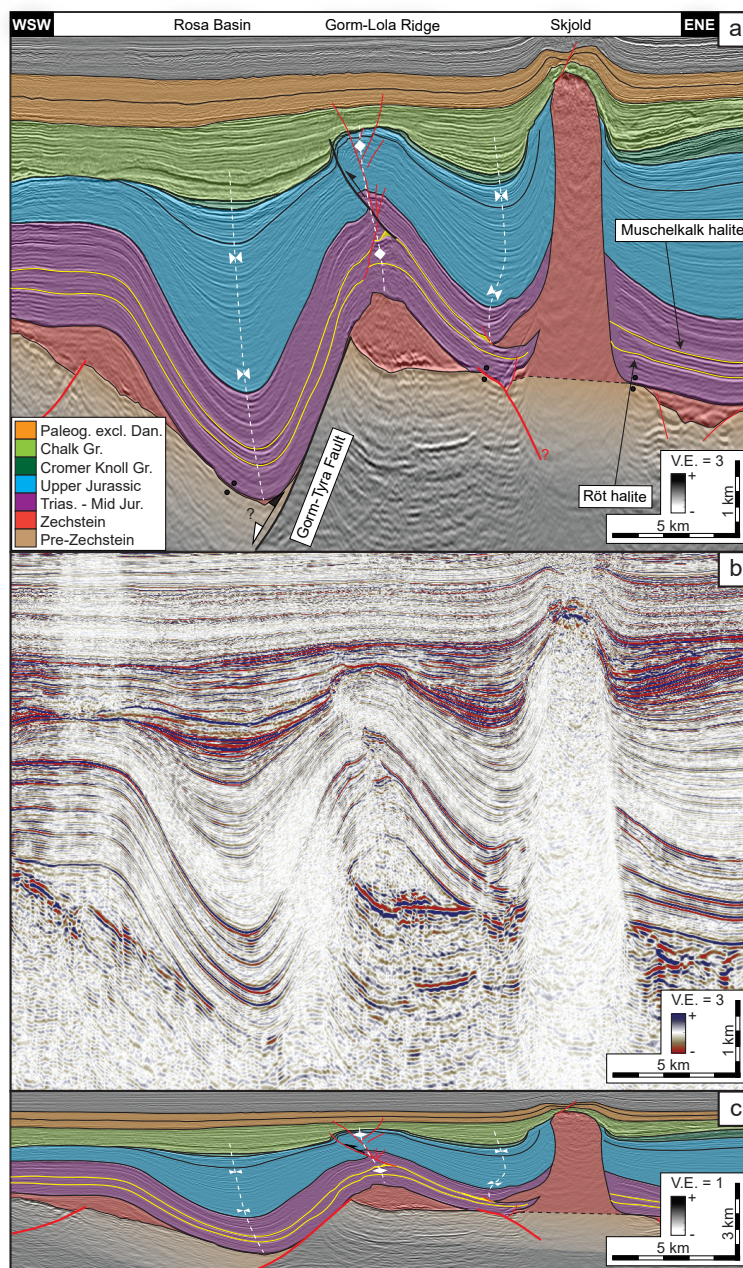 WSW
Rosa Basin
Gorm-Lola Ridge
Skjold
ENE
a
Muschelkalk halite
Paleog. excl. Dan.
Chalk Gr.
Cromer Knoll Gr.
Upper Jurassic
Trias. - Mid Jur.
Zechstein
Pre-Zechstein
?
Gorm-Tyra Fault
?
Röt halite
V.E. = 3
+
-
5 km
1 km
b
V.E. = 3
+
-
5 km
1 km
c
V.E. = 1
+
-
5 km
3 km